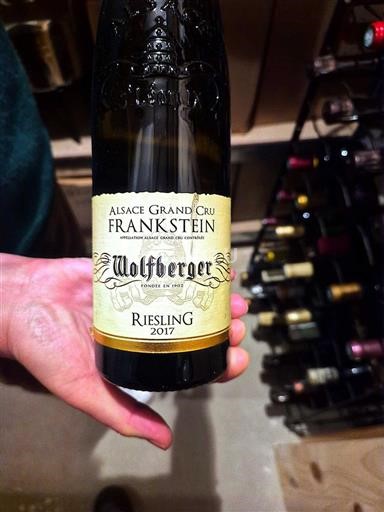 ALSACE GRAND CRU
FRANKSTEIN
APPELLATION ALSACE GRAND CRU CONTRÔLÉE
Wolfberger
FONDÉE EN 1902
RIESLING
2017